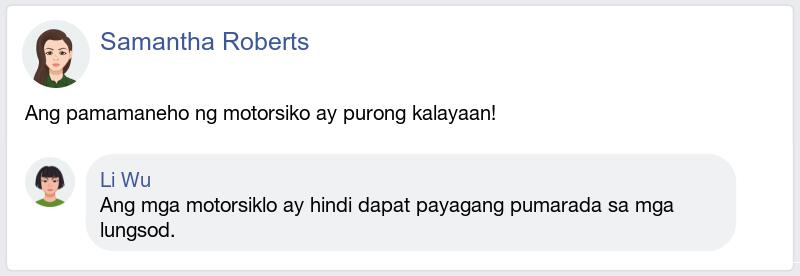 Samantha Roberts
Ang pamamaneho ng motorsiko ay purong kalayaan!
Li Wu
Ang mga motorsiklo ay hindi dapat payagang pumarada sa mga
lungsod.